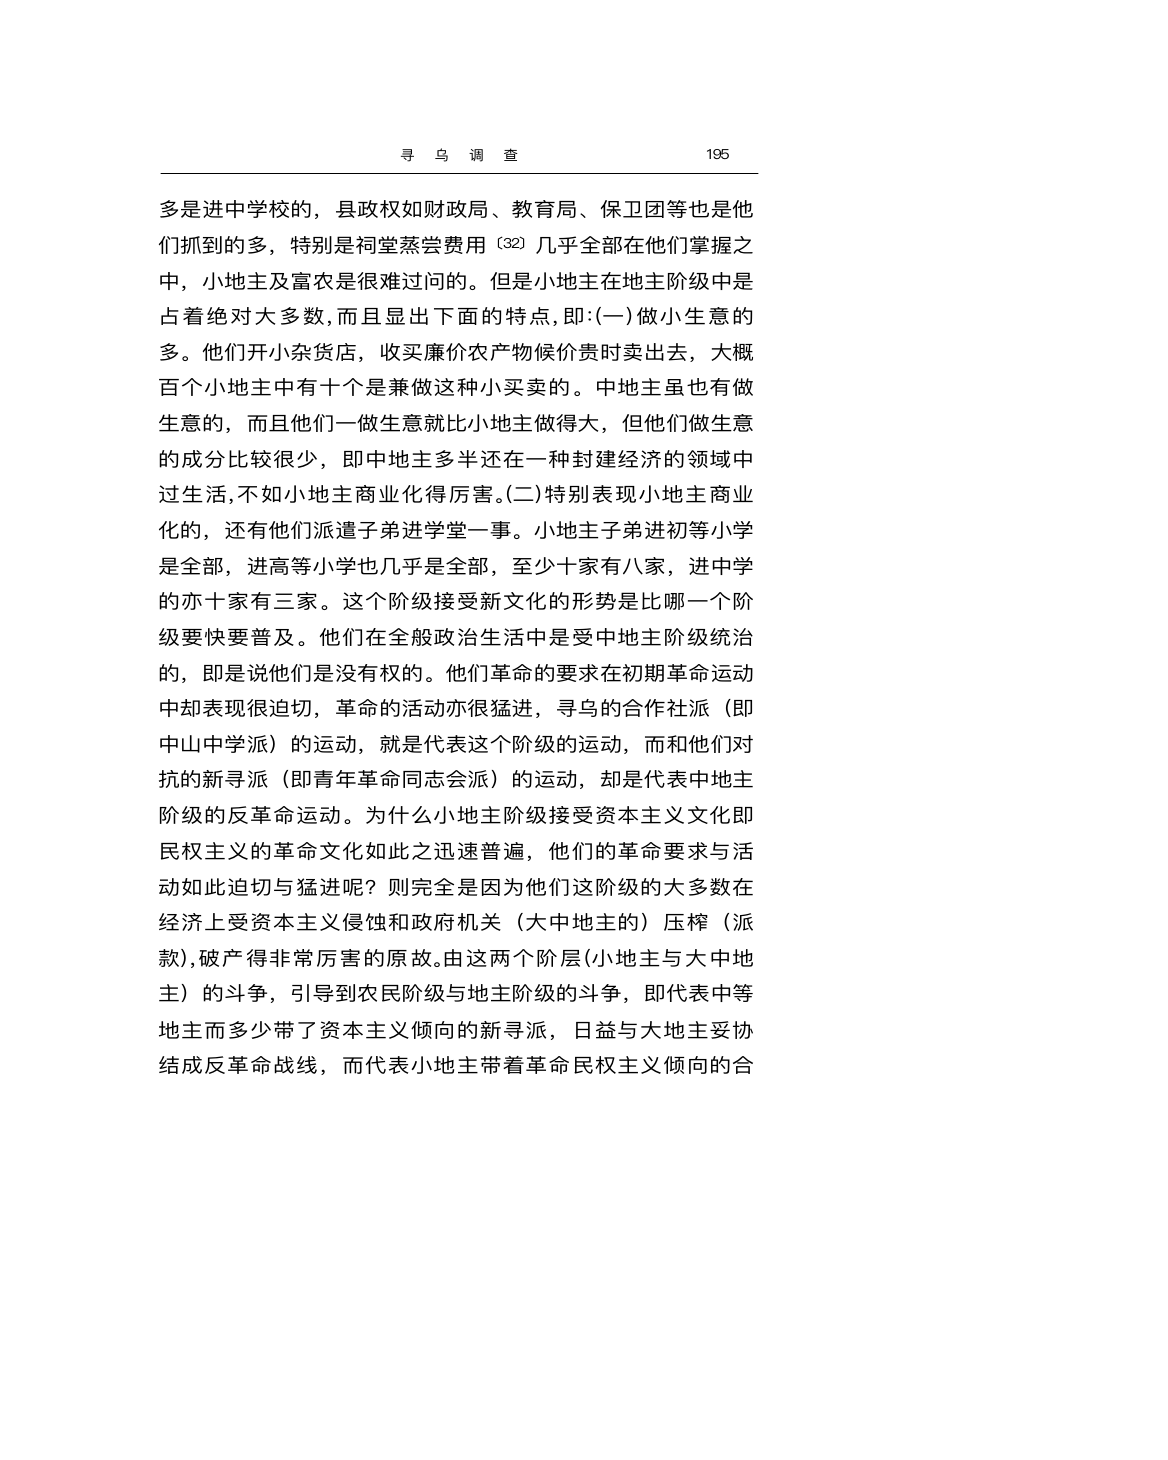 寻乌调查 195
多是进中学校的，县政权如财政局、教育局、保卫团等也是他
们抓到的多，特别是祠堂蒸尝费用〔32〕几乎全部在他们掌握之
中，小地主及富农是很难过问的。但是小地主在地主阶级中是
占着绝对大多数,而且显出下面的特点,即:(一)做小生意的
多。他们开小杂货店，收买廉价农产物候价贵时卖出去，大概
百个小地主中有十个是兼做这种小买卖的。中地主虽也有做
生意的，而且他们一做生意就比小地主做得大，但他们做生意
的成分比较很少，即中地主多半还在一种封建经济的领域中
过生活,不如小地主商业化得厉害。(二)特别表现小地主商业
化的，还有他们派遣子弟进学堂一事。小地主子弟进初等小学
是全部，进高等小学也几乎是全部，至少十家有八家，进中学
的亦十家有三家。这个阶级接受新文化的形势是比哪一个阶
级要快要普及。他们在全般政治生活中是受中地主阶级统治
的，即是说他们是没有权的。他们革命的要求在初期革命运动
中却表现很迫切，革命的活动亦很猛进，寻乌的合作社派（即
中山中学派）的运动，就是代表这个阶级的运动，而和他们对
抗的新寻派（即青年革命同志会派）的运动，却是代表中地主
阶级的反革命运动。为什么小地主阶级接受资本主义文化即
民权主义的革命文化如此之迅速普遍，他们的革命要求与活
动如此迫切与猛进呢？则完全是因为他们这阶级的大多数在
经济上受资本主义侵蚀和政府机关（大中地主的）压榨（派
款),破产得非常厉害的原故。由这两个阶层(小地主与大中地
主）的斗争，引导到农民阶级与地主阶级的斗争，即代表中等
地主而多少带了资本主义倾向的新寻派，日益与大地主妥协
结成反革命战线，而代表小地主带着革命民权主义倾向的合